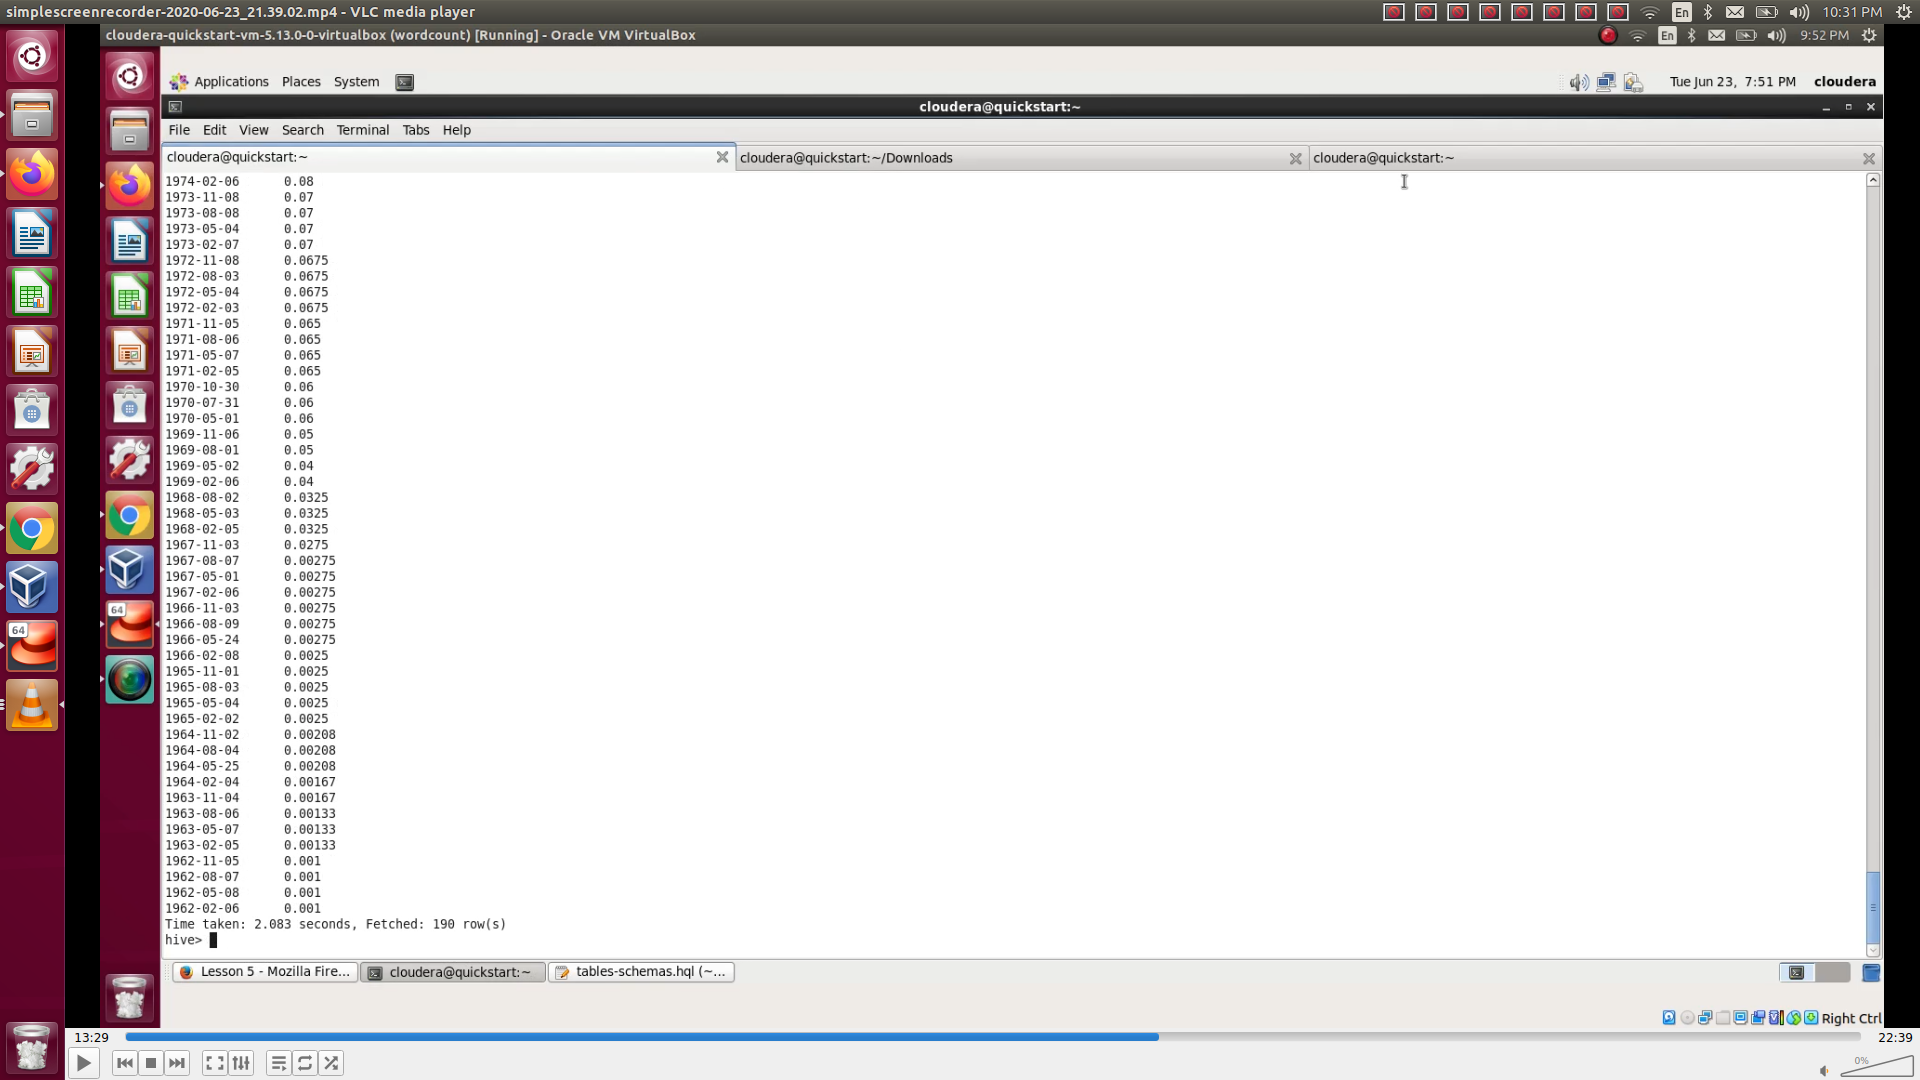 simplescreenrecorder-2020-06-23_21.39.02.mp4 - VLC media player
En
10:31 PM
cloudera-quickstart-vm-5.13.0-0-virtualbox (wordcount) [Running] - Oracle VM VirtualBox
En
9:52 PM
Applications Places System
Tue Jun 23, 7:51 PM cloudera
cloudera@quickstart:~
File Edit View Search Terminal Tabs Help
cloudera@quickstart:~
cloudera@quickstart:~/Downloads
cloudera@quickstart:~
1974-02-06 0.08
1973-11-08 0.07
1973-08-08 0.07
1973-05-04 0.07
1973-02-07 0.07
1972-11-08 0.0675
1972-08-03 0.0675
1972-05-04 0.0675
1972-02-03 0.0675
1971-11-05 0.065
1971-08-06 0.065
1971-05-07 0.065
1971-02-05 0.065
1970-10-30 0.06
1970-07-31 0.06
1970-05-01 0.06
1969-11-06 0.05
1969-08-01 0.05
1969-05-02 0.04
1969-02-06 0.04
1968-08-02 0.0325
1968-05-03 0.0325
1968-02-05 0.0325
1967-11-03 0.0275
1967-08-07 0.00275
1967-05-01 0.00275
1967-02-06 0.00275
1966-11-03 0.00275
1966-08-09 0.00275
1966-05-24 0.00275
1966-02-08 0.0025
1965-11-01 0.0025
1965-08-03 0.0025
1965-05-04 0.0025
1965-02-02 0.0025
1964-11-02 0.00208
1964-08-04 0.00208
1964-05-25 0.00208
1964-02-04 0.00167
1963-11-04 0.00167
1963-08-06 0.00133
1963-05-07 0.00133
1963-02-05 0.00133
1962-11-05 0.001
1962-08-07 0.001
1962-05-08 0.001
1962-02-06 0.001
Time taken: 2.083 seconds, Fetched: 190 row(s)
hive>
64
64
Lesson 5 - Mozilla Fire...
cloudera@quickstart:~
tables-schemas.hql (~...
Right Ctrl
13:29
22:39
0%